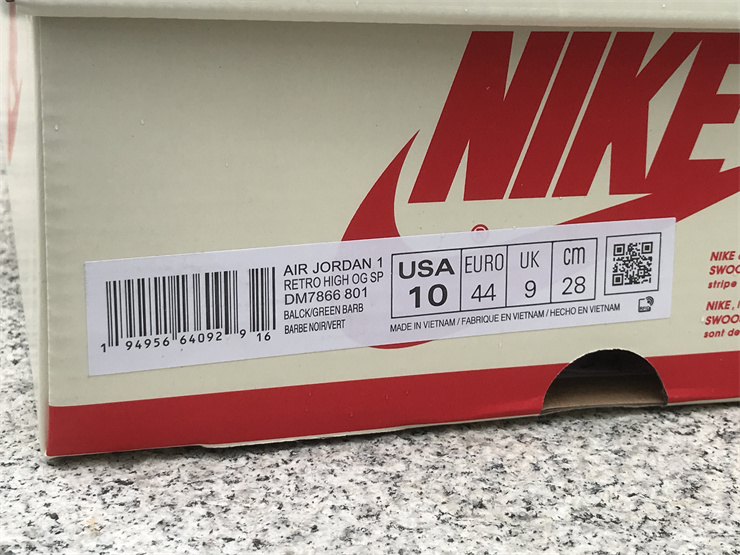 NIKE
®
AIR JORDAN 1
RETRO HIGH OG SP
DM7866 801
BALCK/GREEN BARB
BARBE NOIR/VERT
1 94956 64092 9 16
USA
10
EURO
44
UK
9
cm
28
MADE IN VIETNAM / FABRIQUE EN VIETNAM / HECHO EN VIETNAM
NIKE
SWOO
stripe
NIKE,
SWOO
sont de